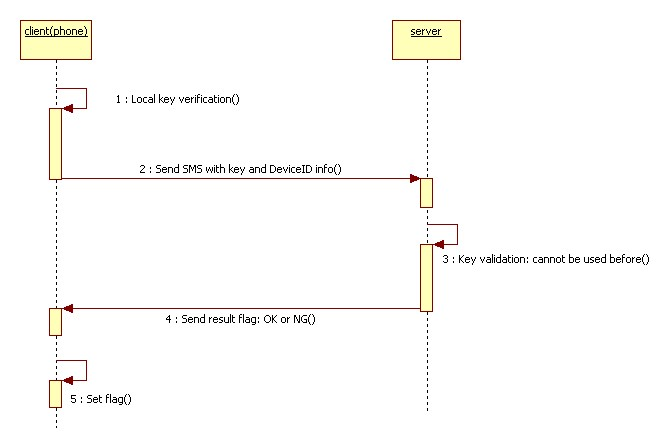 client(phone)
server
1 : Local key verification()
2 : Send SMS with key and DeviceID info()
3 : Key validation: cannot be used before()
4 : Send result flag: OK or NG()
5 : Set flag()